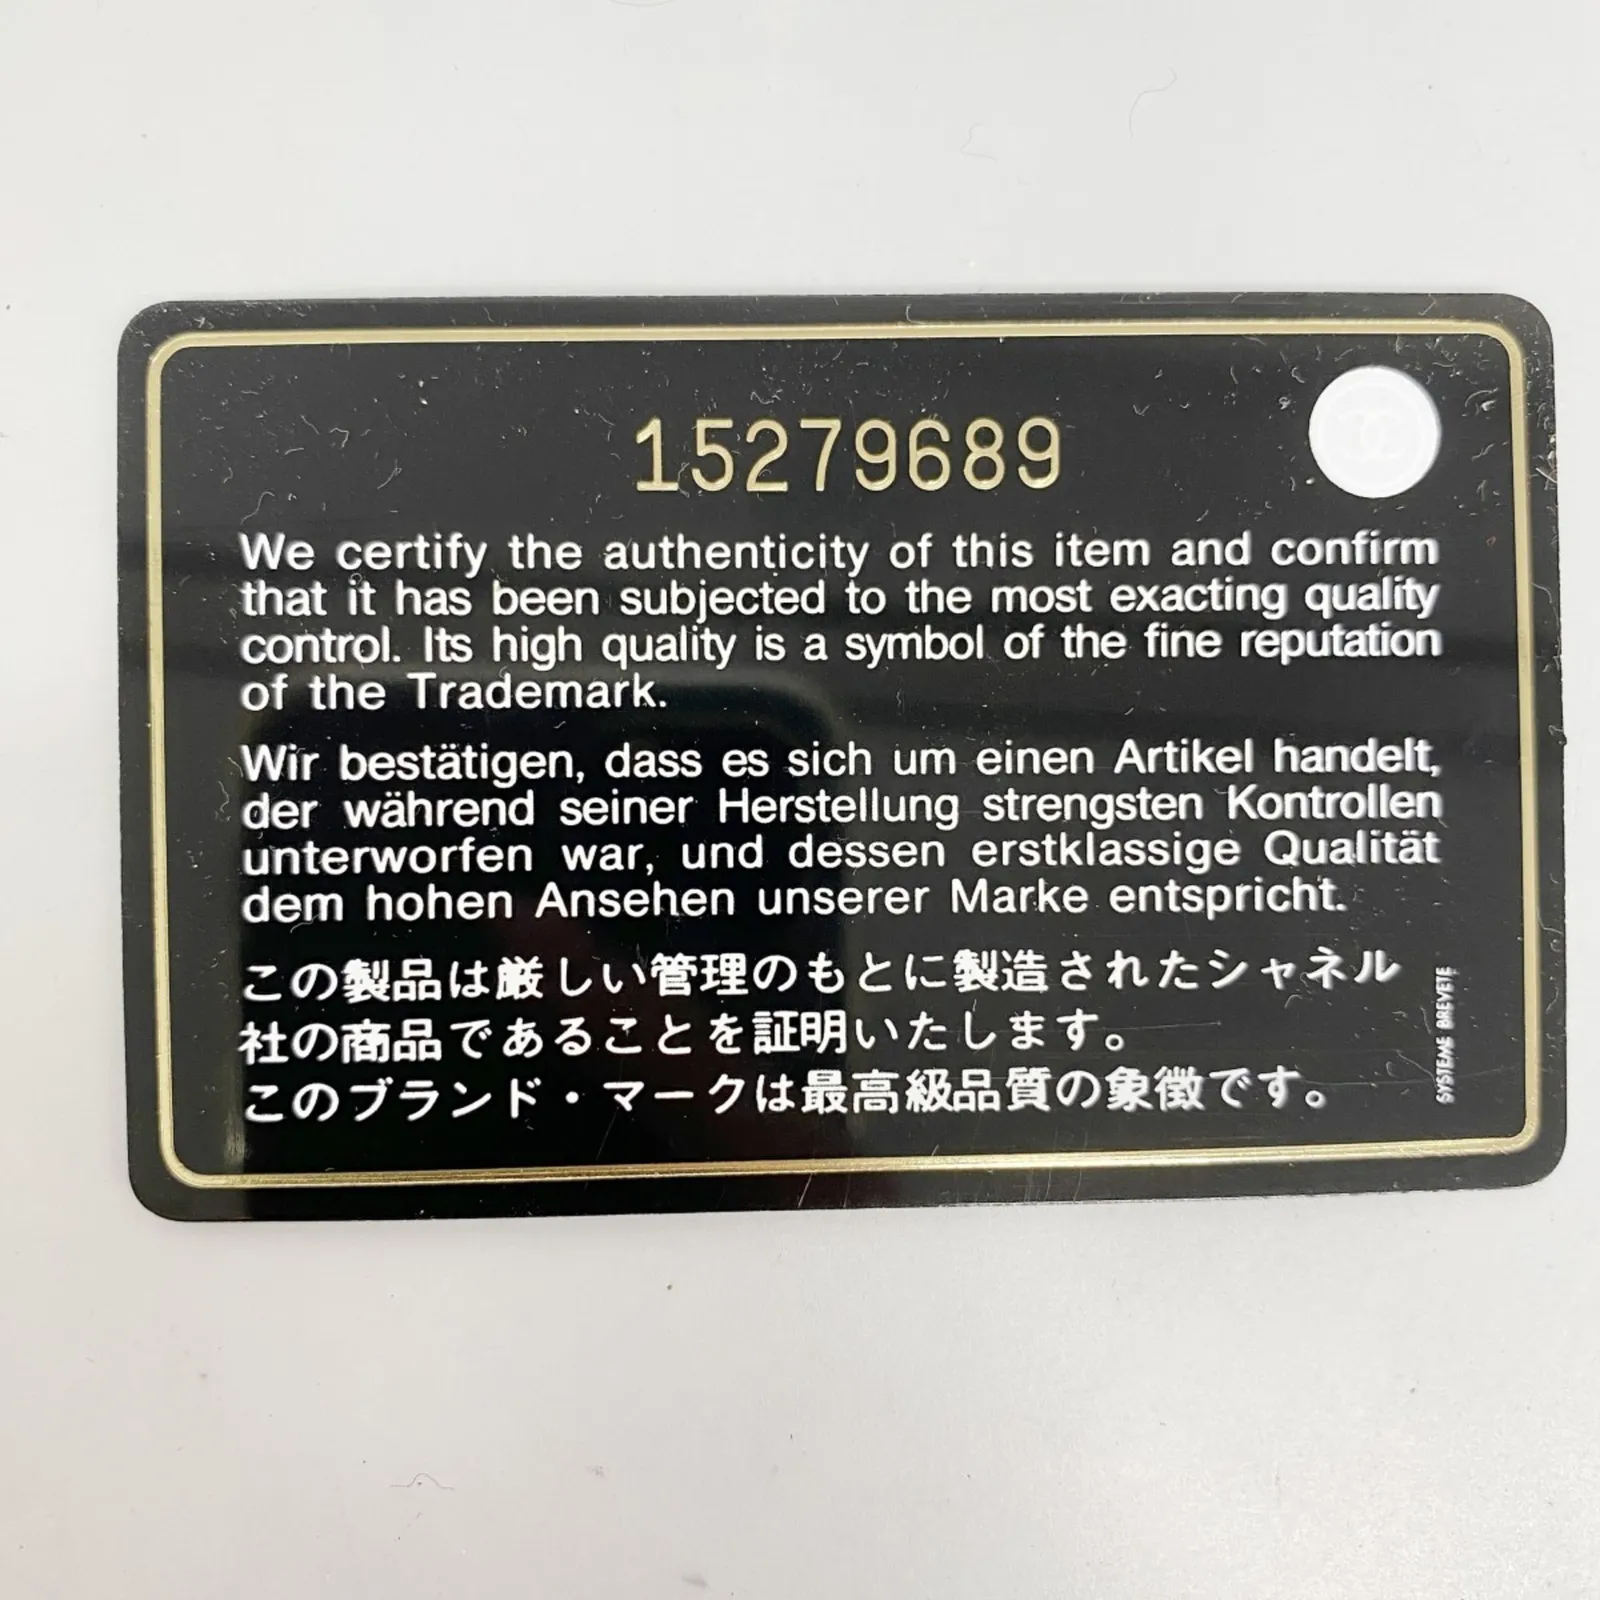 15279689
We certify the authenticity of this item and confirm
that it has been subjected to the most exacting quality
control. Its high quality is a symbol of the fine reputation
of the Trademark.
Wir bestätigen, dass es sich um einen Artikel handelt,
der während seiner Herstellung strengsten Kontrollen
unterworfen war, und dessen erstklassige Qualität
dem hohen Ansehen unserer Marke entspricht.
この製品は厳しい管理のもとに製造されたシャネル
社の商品であることを証明いたします。
このブランド・マークは最高級品質の象徴です。
SYSTEME BREVETE